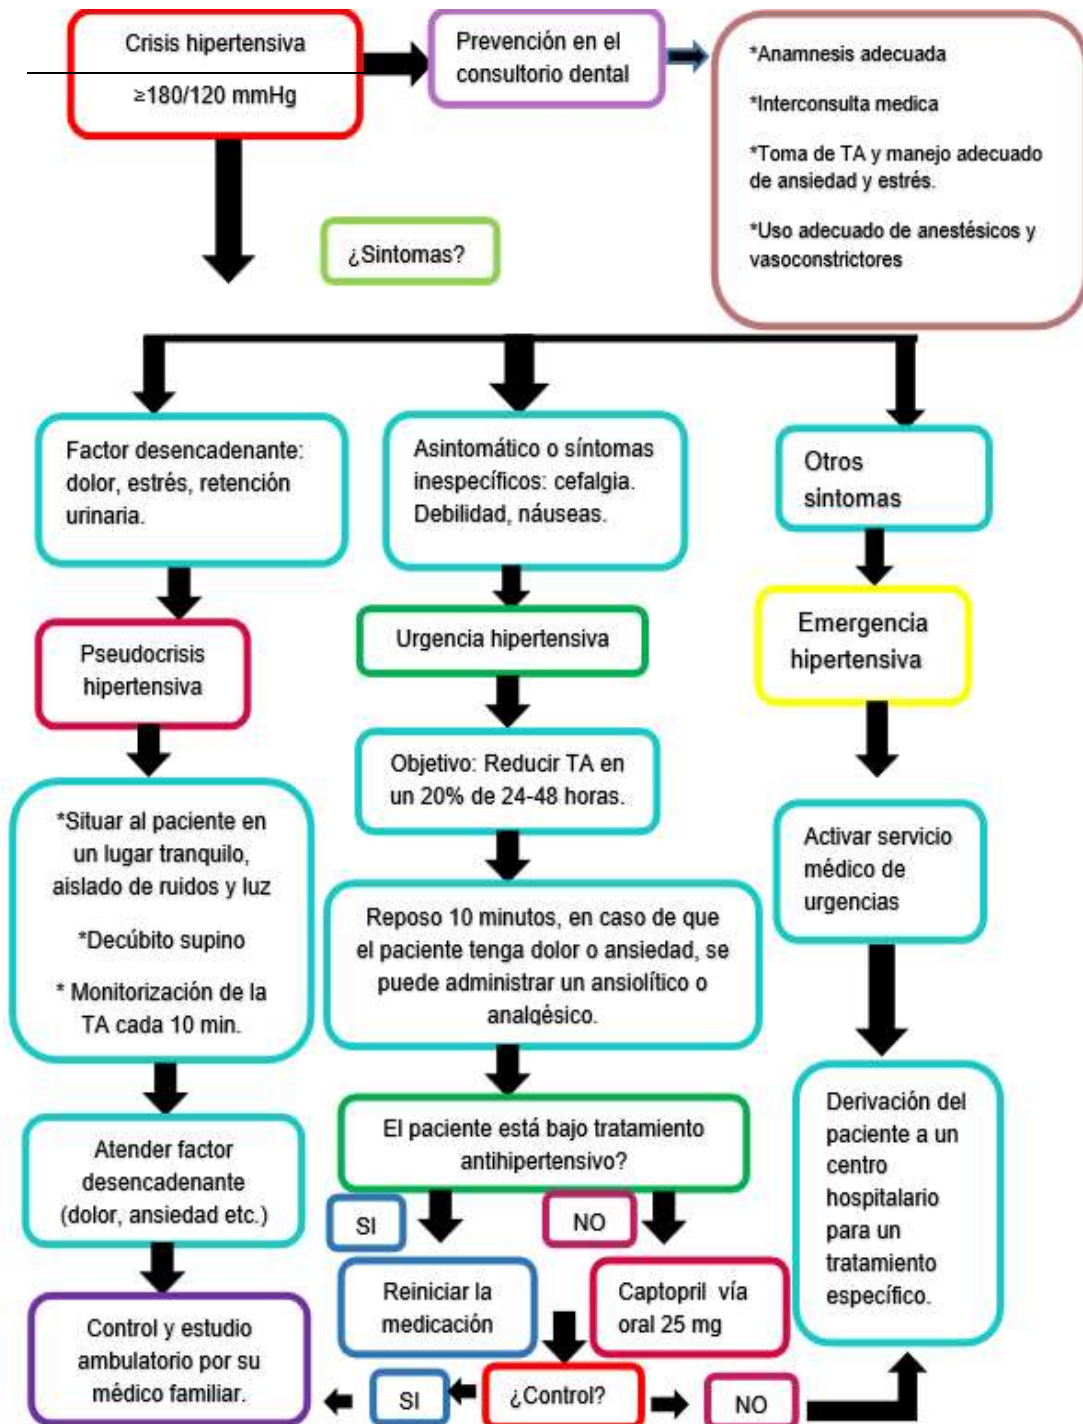 Crisis hipertensiva
≥180/120 mmHg
Prevención en el
consultorio dental
*Anamnesis adecuada
*Interconsulta medica
*Toma de TA y manejo adecuado
de ansiedad y estrés.
*Uso adecuado de anestésicos y
vasoconstrictores
¿Sintomas?
Factor desencadenante:
dolor, estrés, retención
urinaria.
Asintomático o síntomas
inespecíficos: cefalgia.
Debilidad, náuseas.
Otros
sintomas
Pseudocrisis
hipertensiva
Urgencia hipertensiva
Emergencia
hipertensiva
Objetivo: Reducir TA en
un 20% de 24-48 horas.
*Situar al paciente en
un lugar tranquilo,
aislado de ruidos y luz
*Decúbito supino
* Monitorización de la
TA cada 10 min.
Reposo 10 minutos, en caso de que
el paciente tenga dolor o ansiedad, se
puede administrar un ansiolítico o
analgésico.
Activar servicio
médico de
urgencias
Atender factor
desencadenante
(dolor, ansiedad etc.)
El paciente está bajo tratamiento
antihipertensivo?
SI
NO
Derivación del
paciente a un
centro
hospitalario
para un
tratamiento
específico.
Reiniciar la
medicación
Captopril vía
oral 25 mg
Control y estudio
ambulatorio por su
médico familiar.
SI
¿Control?
NO